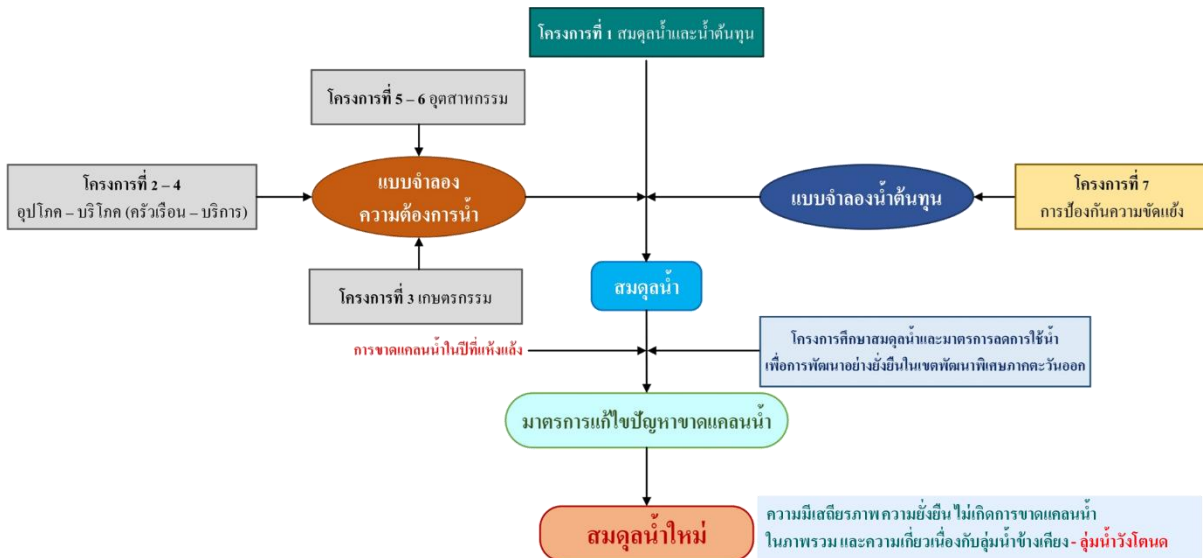 โครงการที่ 1 สมดุลน้ำและน้ำต้นทุน
โครงการที่ 5 – 6 อุตสาหกรรม
โครงการที่ 2 – 4
อุปโภค – บริโภค (ครัวเรือน – บริการ)
แบบจำลอง
ความต้องการน้ำ
แบบจำลองน้ำต้นทุน
โครงการที่ 7
การป้องกันความขัดแย้ง
โครงการที่ 3 เกษตรกรรม
สมดุลน้ำ
การขาดแคลนน้ำในปีที่แห้งแล้ง
โครงการศึกษาสมดุลน้ำและมาตรการลดการใช้น้ำ
เพื่อการพัฒนาอย่างยั่งยืนในเขตพัฒนาพิเศษภาคตะวันออก
มาตรการแก้ไขปัญหาขาดแคลนน้ำ
สมดุลน้ำใหม่
ความมีเสถียรภาพ ความยั่งยืน ไม่เกิดการขาดแคลนน้ำ
ในภาพรวม และความเกี่ยวเนื่องกับลุ่มน้ำข้างเคียง - ลุ่มน้ำวังโตนด